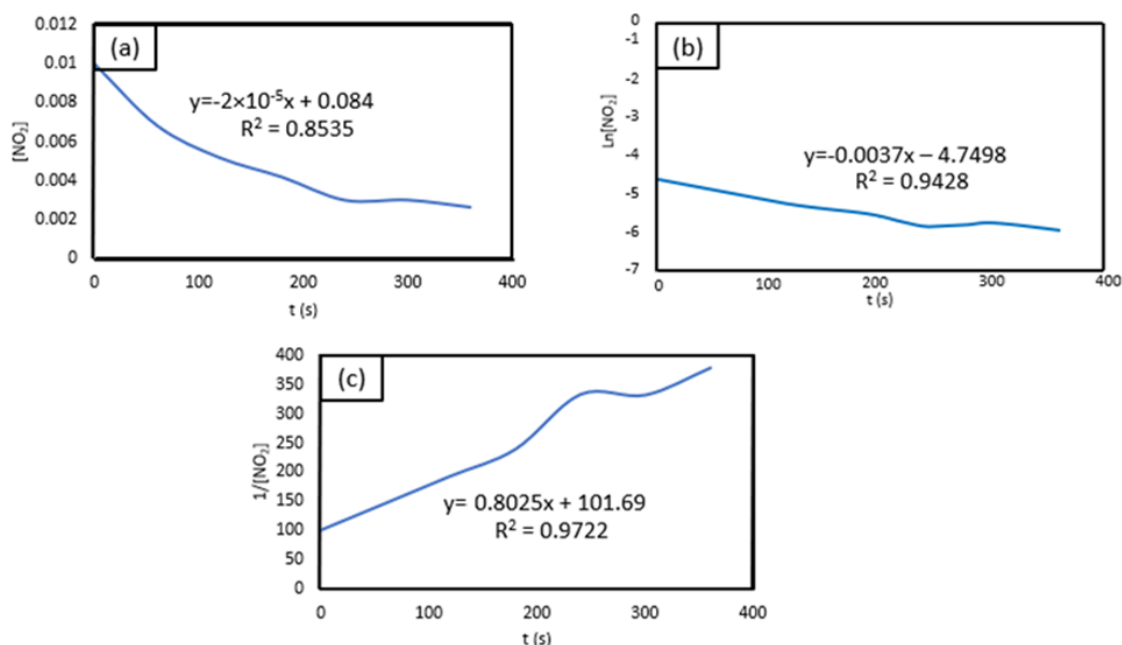 (a)
[NO₂]
0.012
0.01
0.008
0.006
0.004
0.002
0
y=-2×10⁻⁵x + 0.084
R² = 0.8535
0 100 200 300 400
t (s)
(b)
Ln[NO₂]
0
-1
-2
-3
-4
-5
-6
-7
y=-0.0037x – 4.7498
R² = 0.9428
0 100 200 300 400
t (s)
(c)
1/[NO₂]
400
350
300
250
200
150
100
50
0
y= 0.8025x + 101.69
R² = 0.9722
0 100 200 300 400
t (s)